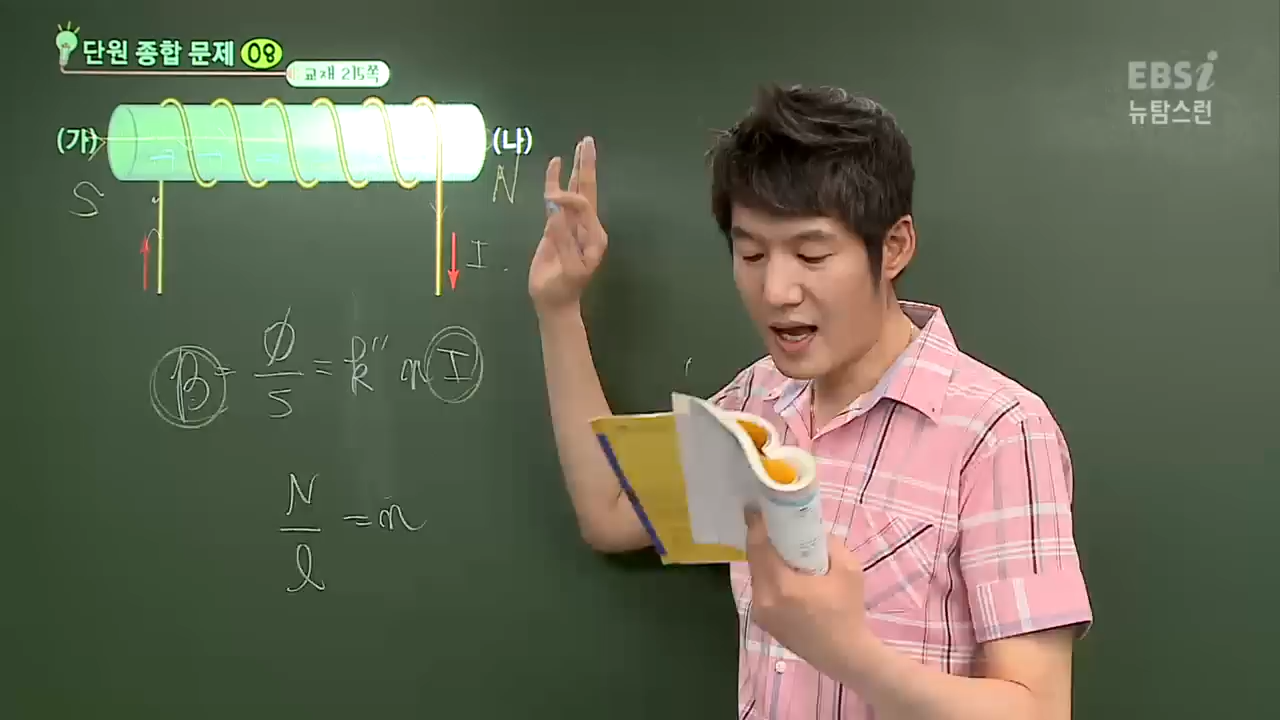 단원 종합 문제 08
교재 215쪽
EBSi
뉴탐스런
(가)
(나)
S
N
I.
B = Φ/S = k" n I
N/l = n